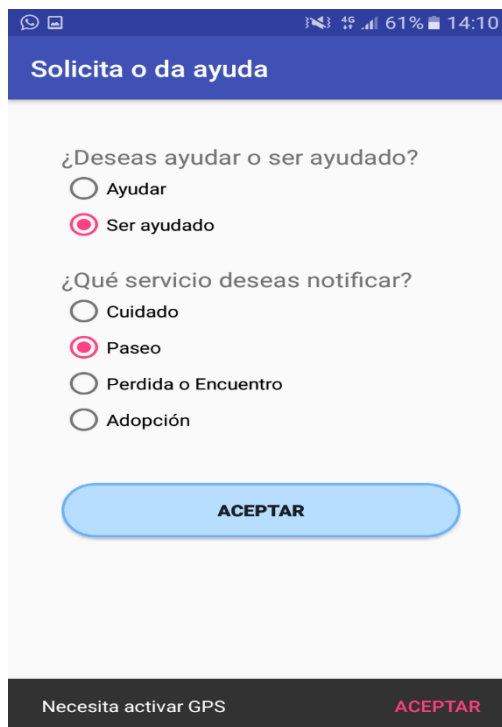 4G 61% 14:10
Solicita o da ayuda
¿Deseas ayudar o ser ayudado?
Ayudar
Ser ayudado
¿Qué servicio deseas notificar?
Cuidado
Paseo
Perdida o Encuentro
Adopción
ACEPTAR
Necesita activar GPS ACEPTAR